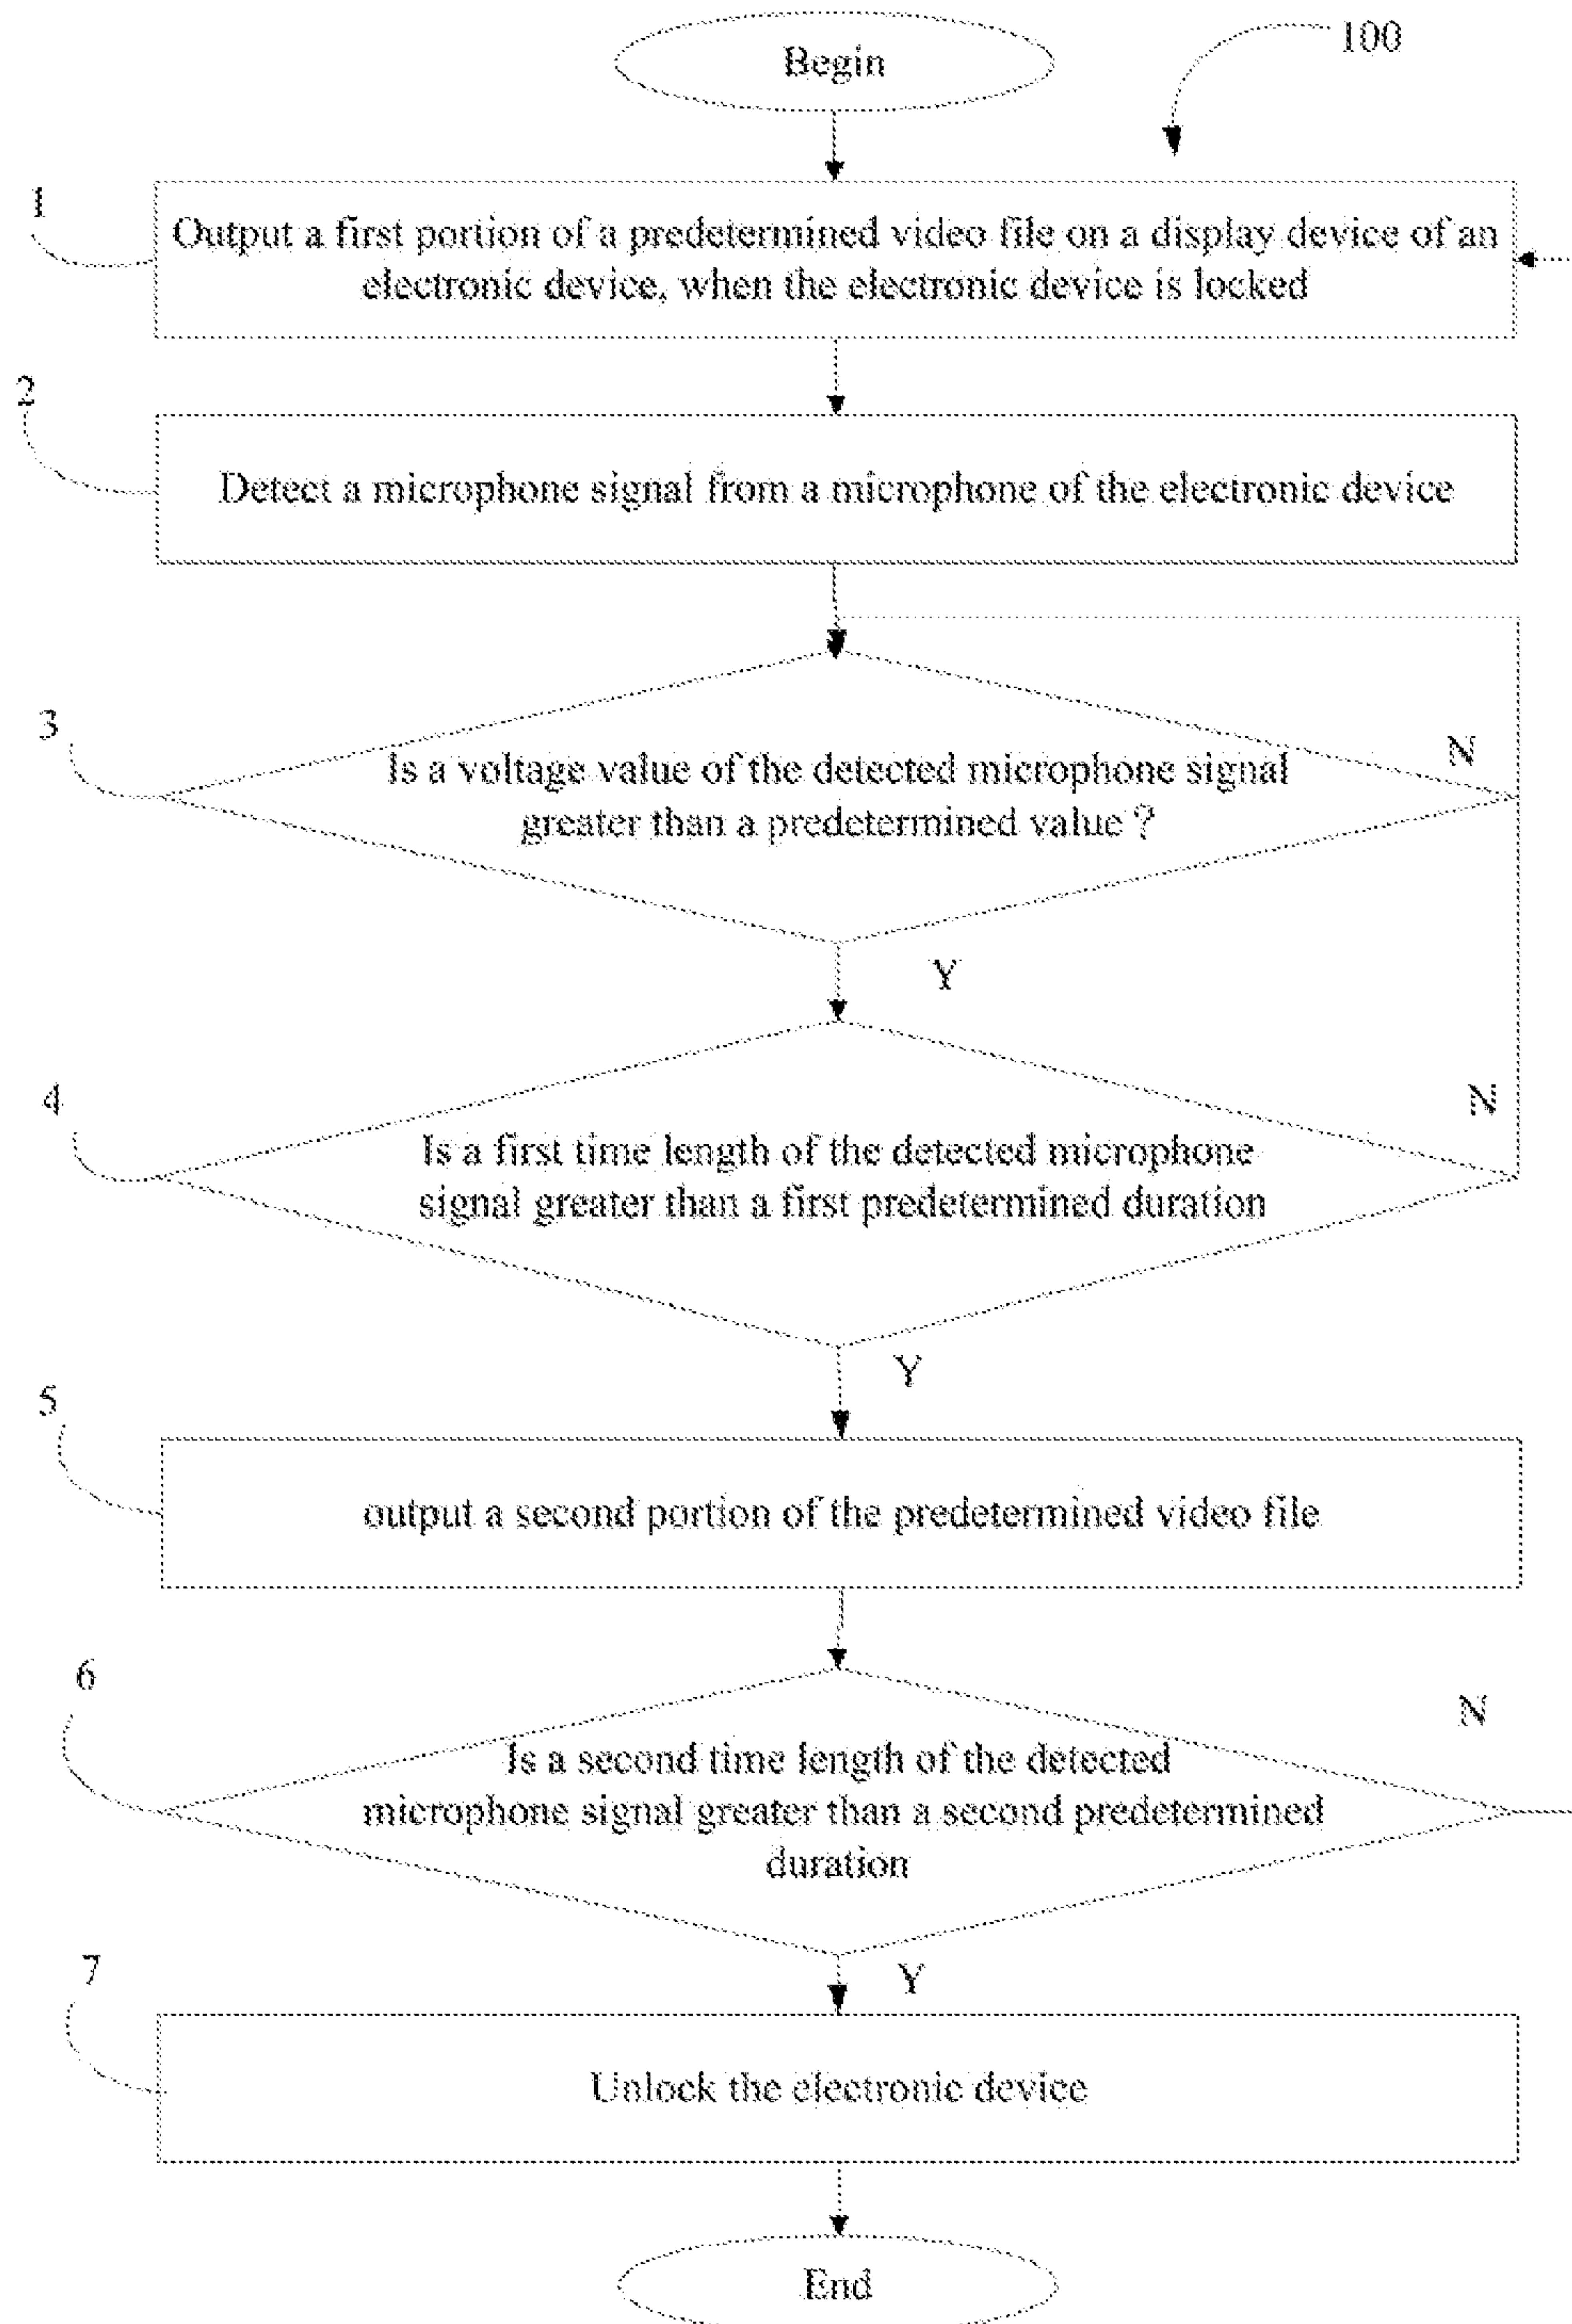 Begin
100
1
Output a first portion of a predetermined video file on a display device of an
electronic device, when the electronic device is locked
2
Detect a microphone signal from a microphone of the electronic device
3
Is a voltage value of the detected microphone signal
greater than a predetermined value ?
N
Y
4
Is a first time length of the detected microphone
signal greater than a first predetermined duration
N
Y
5
output a second portion of the predetermined video file
6
Is a second time length of the detected
microphone signal greater than a second predetermined
duration
N
Y
7
Unlock the electronic device
End